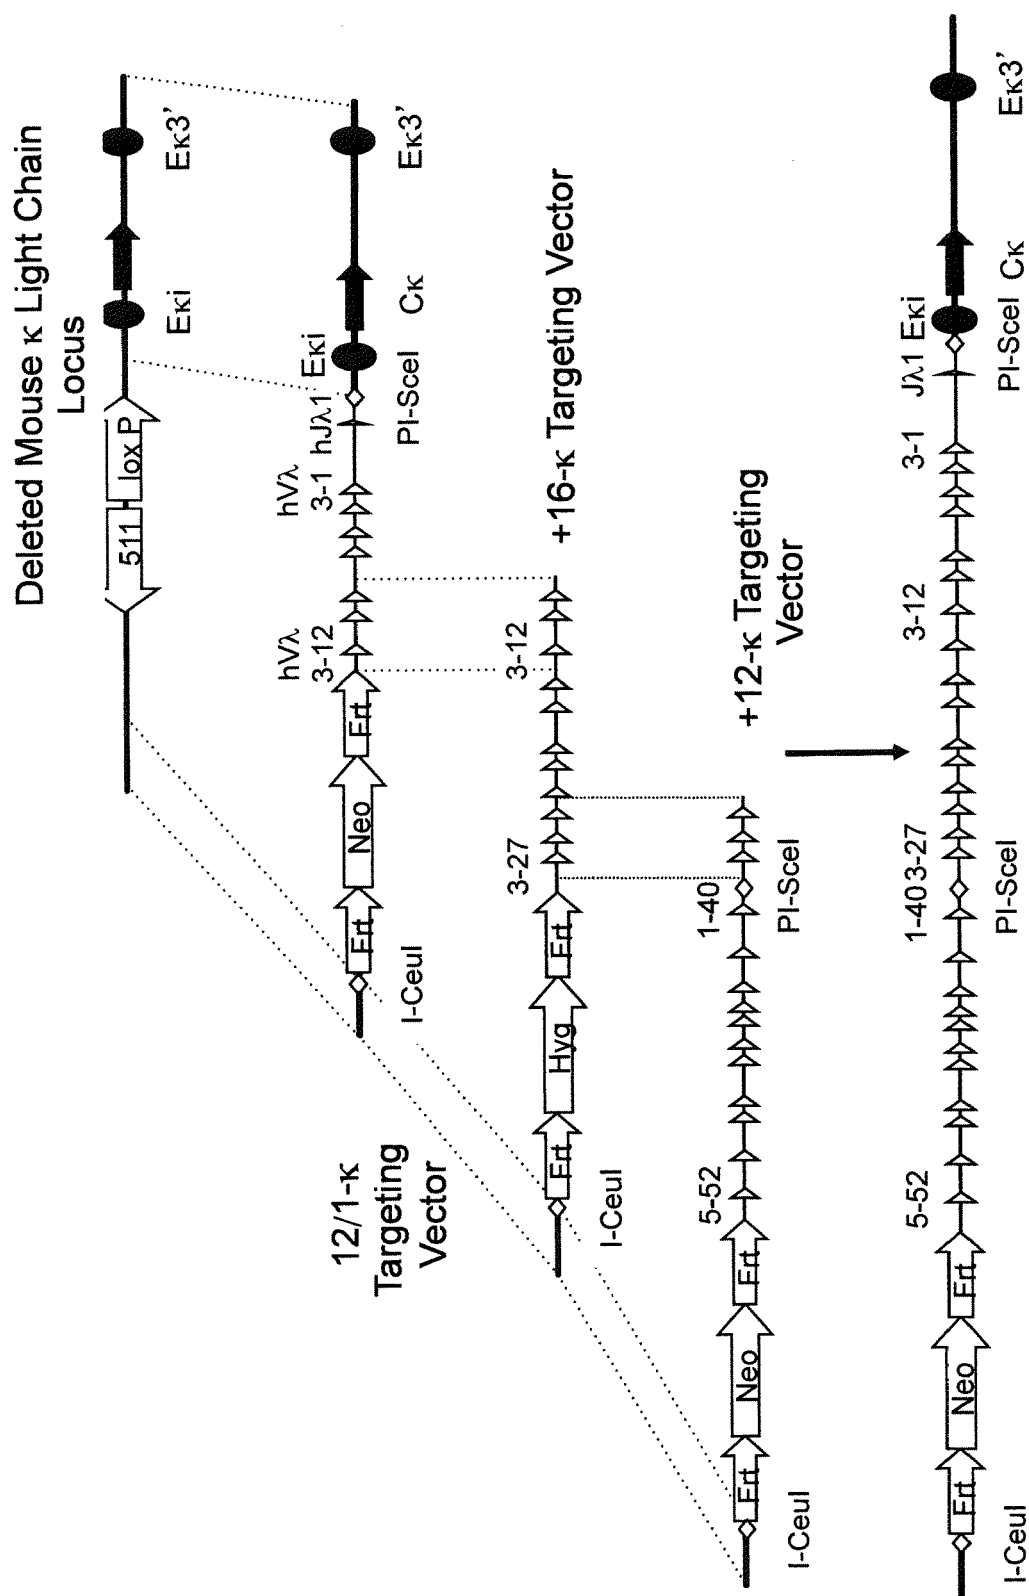 Deleted Mouse κ Light Chain
Locus
511
lox P
Eκi
Eκ3'
12/1-κ
Targeting
Vector
I-CeuI
Frt
Neo
Frt
hVλ
3-12
hVλ
3-1
hJλ1
PI-SceI
Eκi
Cκ
Eκ3'
+16-κ Targeting Vector
I-CeuI
Frt
Hyg
Frt
3-27
3-12
+12-κ Targeting
Vector
I-CeuI
Frt
Neo
Frt
5-52
1-40
PI-SceI
I-CeuI
Frt
Neo
Frt
5-52
1-40
3-27
PI-SceI
3-12
3-1
Jλ1
Eκi
PI-SceI
Cκ
Eκ3'